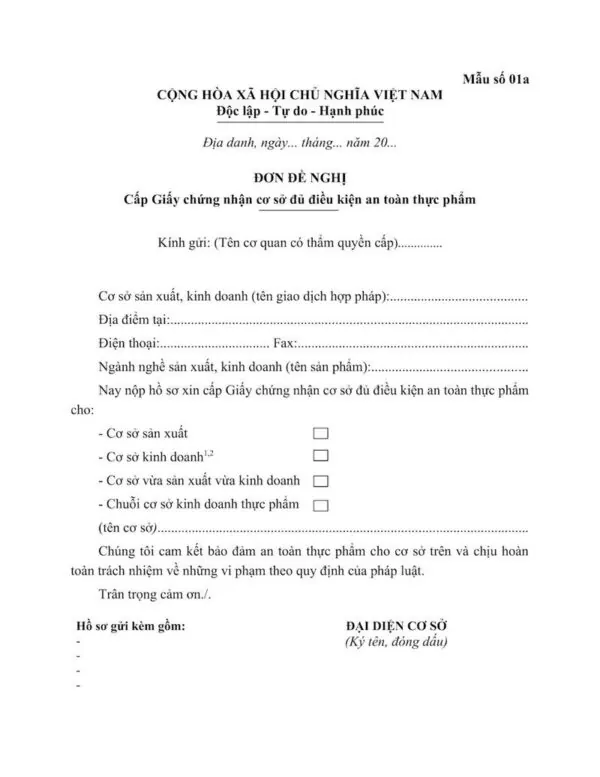 Mẫu số 01a
CỘNG HÒA XÃ HỘI CHỦ NGHĨA VIỆT NAM
Độc lập - Tự do - Hạnh phúc
Địa danh, ngày... tháng... năm 20...
ĐƠN ĐỀ NGHỊ
Cấp Giấy chứng nhận cơ sở đủ điều kiện an toàn thực phẩm
Kính gửi: (Tên cơ quan có thẩm quyền cấp)..............
Cơ sở sản xuất, kinh doanh (tên giao dịch hợp pháp):........................................
Địa điểm tại:.........................................................................................................
Điện thoại:................................ Fax:...................................................................
Ngành nghề sản xuất, kinh doanh (tên sản phẩm):.............................................
Nay nộp hồ sơ xin cấp Giấy chứng nhận cơ sở đủ điều kiện an toàn thực phẩm
cho:
- Cơ sở sản xuất
- Cơ sở kinh doanh1,2
- Cơ sở vừa sản xuất vừa kinh doanh
- Chuỗi cơ sở kinh doanh thực phẩm
(tên cơ sở)............................................................................................................
Chúng tôi cam kết bảo đảm an toàn thực phẩm cho cơ sở trên và chịu hoàn
toàn trách nhiệm về những vi phạm theo quy định của pháp luật.
Trân trọng cảm ơn./.
Hồ sơ gửi kèm gồm:
-
-
-
-
ĐẠI DIỆN CƠ SỞ
(Ký tên, đóng dấu)